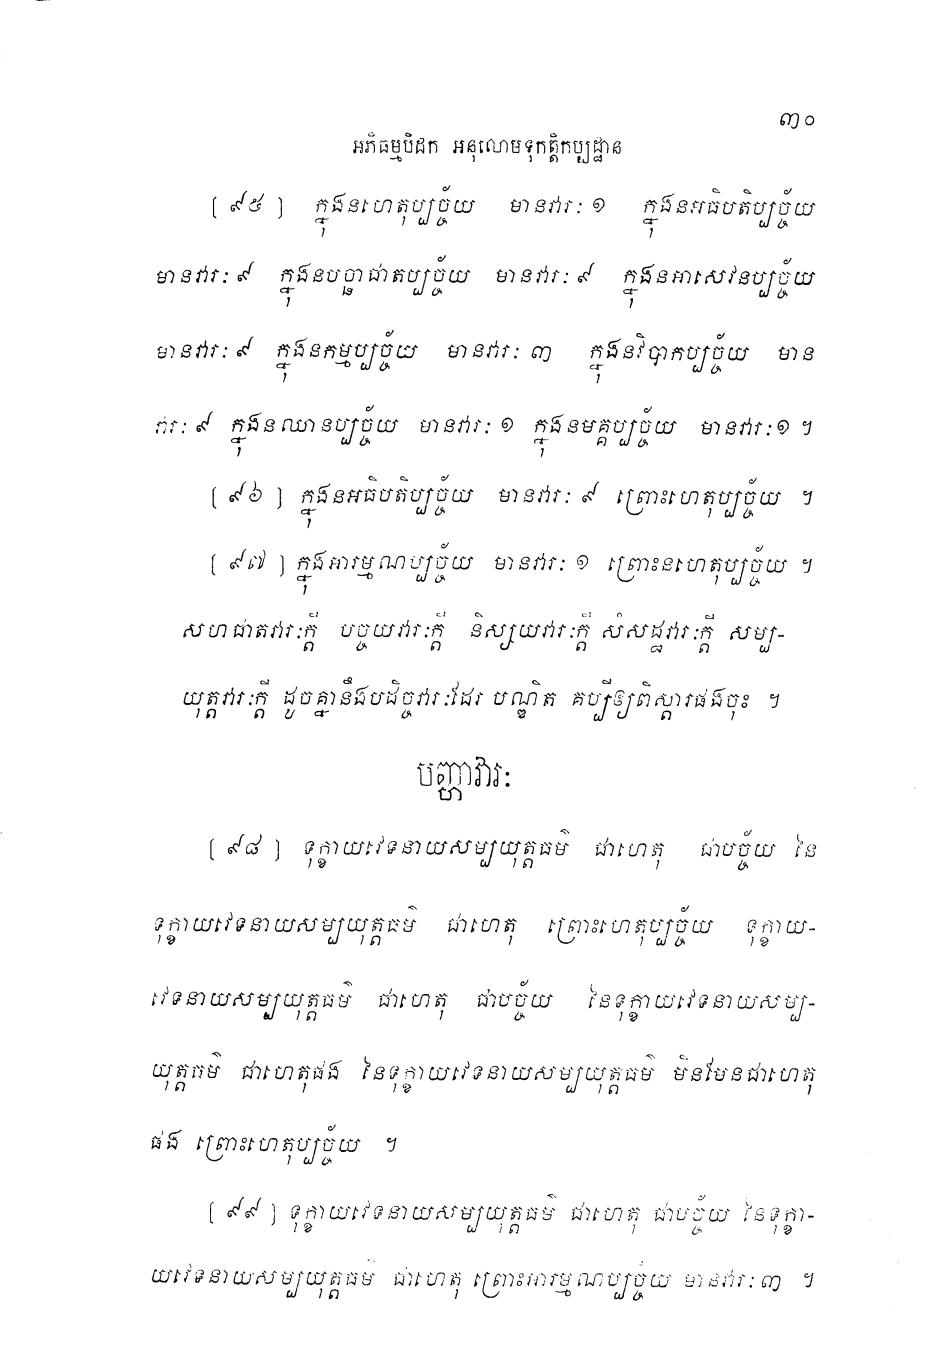 ៣០
អភិធម្មបិដក អនុលោមទុកត្តិកប្បដ្ឋាន
[ ៩៥ ] ក្នុងនហេតុប្បច្ច័យ មានវារៈ ១ ក្នុងនអធិបតិប្បច្ច័យ
មានវារៈ ៩ ក្នុងនបច្ឆាជាតប្បច្ច័យ មានវារៈ ៩ ក្នុងនអាសេវនប្បច្ច័យ
មានវារៈ ៩ ក្នុងនកម្មប្បច្ច័យ មានវារៈ ៣ ក្នុងនវិបាកប្បច្ច័យ មាន
វារៈ ៩ ក្នុងនឈានប្បច្ច័យ មានវារៈ ១ ក្នុងនមគ្គប្បច្ច័យ មានវារៈ ១ ។
[ ៩៦ ] ក្នុងនអធិបតិប្បច្ច័យ មានវារៈ ៩ ព្រោះហេតុប្បច្ច័យ ។
[ ៩៧ ] ក្នុងអារម្មណប្បច្ច័យ មានវារៈ ១ ព្រោះនហេតុប្បច្ច័យ ។
សហជាតវារៈក្តី បច្ចយវារៈក្តី និស្សយវារៈក្តី សំសដ្ឋវារៈក្តី សម្ប-
យុត្តវារៈក្តី ដូចគ្នានឹងបដិច្ចវារៈដែរ បណ្ឌិត គប្បីឲ្យពិស្តារផងចុះ ។
បញ្ហាវារៈ
[ ៩៨ ] ទុក្ខាយវេទនាយសម្បយុត្តធម៌ ជាហេតុ ជាបច្ច័យ នៃ
ទុក្ខាយវេទនាយសម្បយុត្តធម៌ ជាហេតុ ព្រោះហេតុប្បច្ច័យ ទុក្ខាយ-
វេទនាយសម្បយុត្តធម៌ ជាហេតុ ជាបច្ច័យ នៃទុក្ខាយវេទនាយសម្ប-
យុត្តធម៌ ជាហេតុផង នៃទុក្ខាយវេទនាយសម្បយុត្តធម៌ មិនមែនជាហេតុ
ផង ព្រោះហេតុប្បច្ច័យ ។
[ ៩៩ ] ទុក្ខាយវេទនាយសម្បយុត្តធម៌ ជាហេតុ ជាបច្ច័យ នៃទុក្ខា-
យវេទនាយសម្បយុត្តធម៌ ជាហេតុ ព្រោះអារម្មណប្បច្ច័យ មានវារៈ ៣ ។